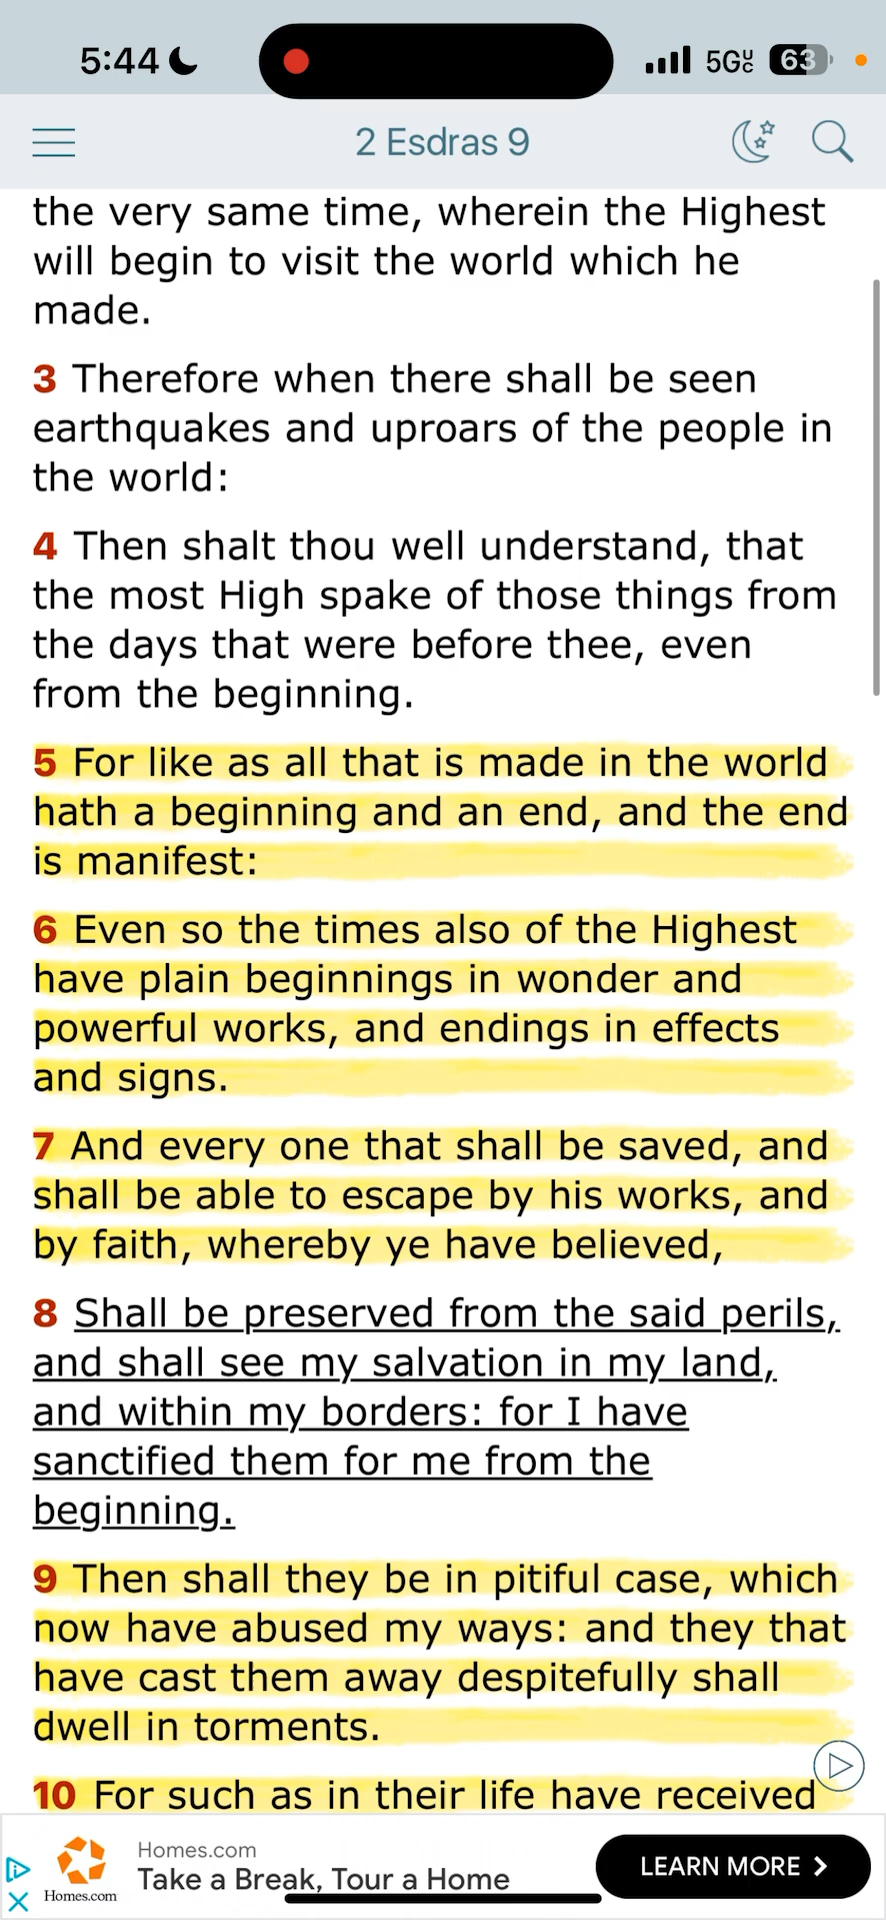 5:44
5G UC
63
2 Esdras 9
the very same time, wherein the Highest
will begin to visit the world which he
made.
3 Therefore when there shall be seen
earthquakes and uproars of the people in
the world:
4 Then shalt thou well understand, that
the most High spake of those things from
the days that were before thee, even
from the beginning.
5 For like as all that is made in the world
hath a beginning and an end, and the end
is manifest:
6 Even so the times also of the Highest
have plain beginnings in wonder and
powerful works, and endings in effects
and signs.
7 And every one that shall be saved, and
shall be able to escape by his works, and
by faith, whereby ye have believed,
8 Shall be preserved from the said perils,
and shall see my salvation in my land,
and within my borders: for I have
sanctified them for me from the
beginning.
9 Then shall they be in pitiful case, which
now have abused my ways: and they that
have cast them away despitefully shall
dwell in torments.
10 For such as in their life have received
Homes.com
Take a Break, Tour a Home
Homes.com
LEARN MORE